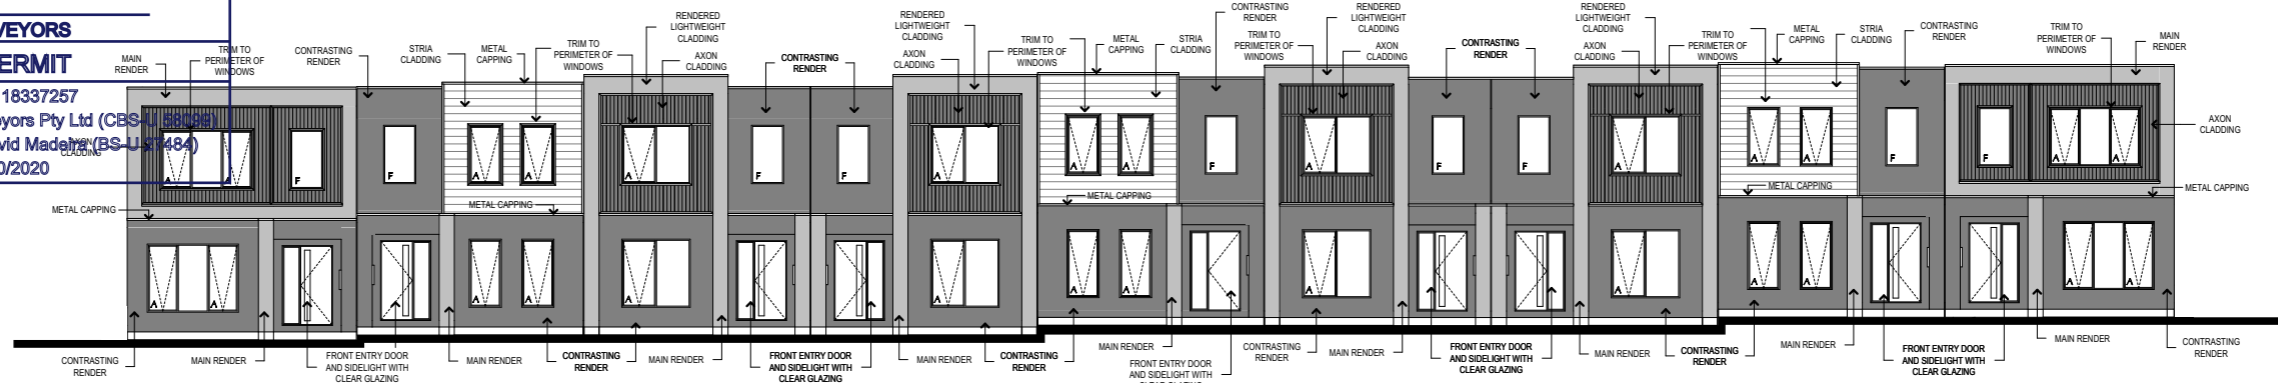 VEYORS
ERMIT
18337257
yors Pty Ltd (CBS-U 58099)
vid Madeira (BS-U 27484)
0/2020
MAIN
RENDER
TRIM TO
PERIMETER OF
WINDOWS
CONTRASTING
RENDER
STRIA
CLADDING
METAL
CAPPING
TRIM TO
PERIMETER OF
WINDOWS
RENDERED
LIGHTWEIGHT
CLADDING
AXON
CLADDING
CONTRASTING
RENDER
RENDERED
LIGHTWEIGHT
CLADDING
AXON
CLADDING
TRIM TO
PERIMETER OF
WINDOWS
METAL
CAPPING
STRIA
CLADDING
CONTRASTING
RENDER
TRIM TO
PERIMETER OF
WINDOWS
RENDERED
LIGHTWEIGHT
CLADDING
AXON
CLADDING
CONTRASTING
RENDER
RENDERED
LIGHTWEIGHT
CLADDING
AXON
CLADDING
TRIM TO
PERIMETER OF
WINDOWS
METAL
CAPPING
STRIA
CLADDING
CONTRASTING
RENDER
TRIM TO
PERIMETER OF
WINDOWS
MAIN
RENDER
AXON
CLADDING
AXON
CLADDING
A A F F A A A F F A A A F A F F A A A F F A A
METAL CAPPING
METAL CAPPING
METAL CAPPING
METAL CAPPING
METAL CAPPING
A A A A A A A A A A A A A A
CONTRASTING
RENDER
MAIN RENDER
FRONT ENTRY DOOR
AND SIDELIGHT WITH
CLEAR GLAZING
MAIN RENDER
CONTRASTING
RENDER
MAIN RENDER
FRONT ENTRY DOOR
AND SIDELIGHT WITH
CLEAR GLAZING
MAIN RENDER
CONTRASTING
RENDER
MAIN RENDER
FRONT ENTRY DOOR
AND SIDELIGHT WITH
CONTRASTING
RENDER
MAIN RENDER
FRONT ENTRY DOOR
AND SIDELIGHT WITH
CLEAR GLAZING
MAIN RENDER
CONTRASTING
RENDER
MAIN RENDER
FRONT ENTRY DOOR
AND SIDELIGHT WITH
CLEAR GLAZING
MAIN RENDER
CONTRASTING
RENDER